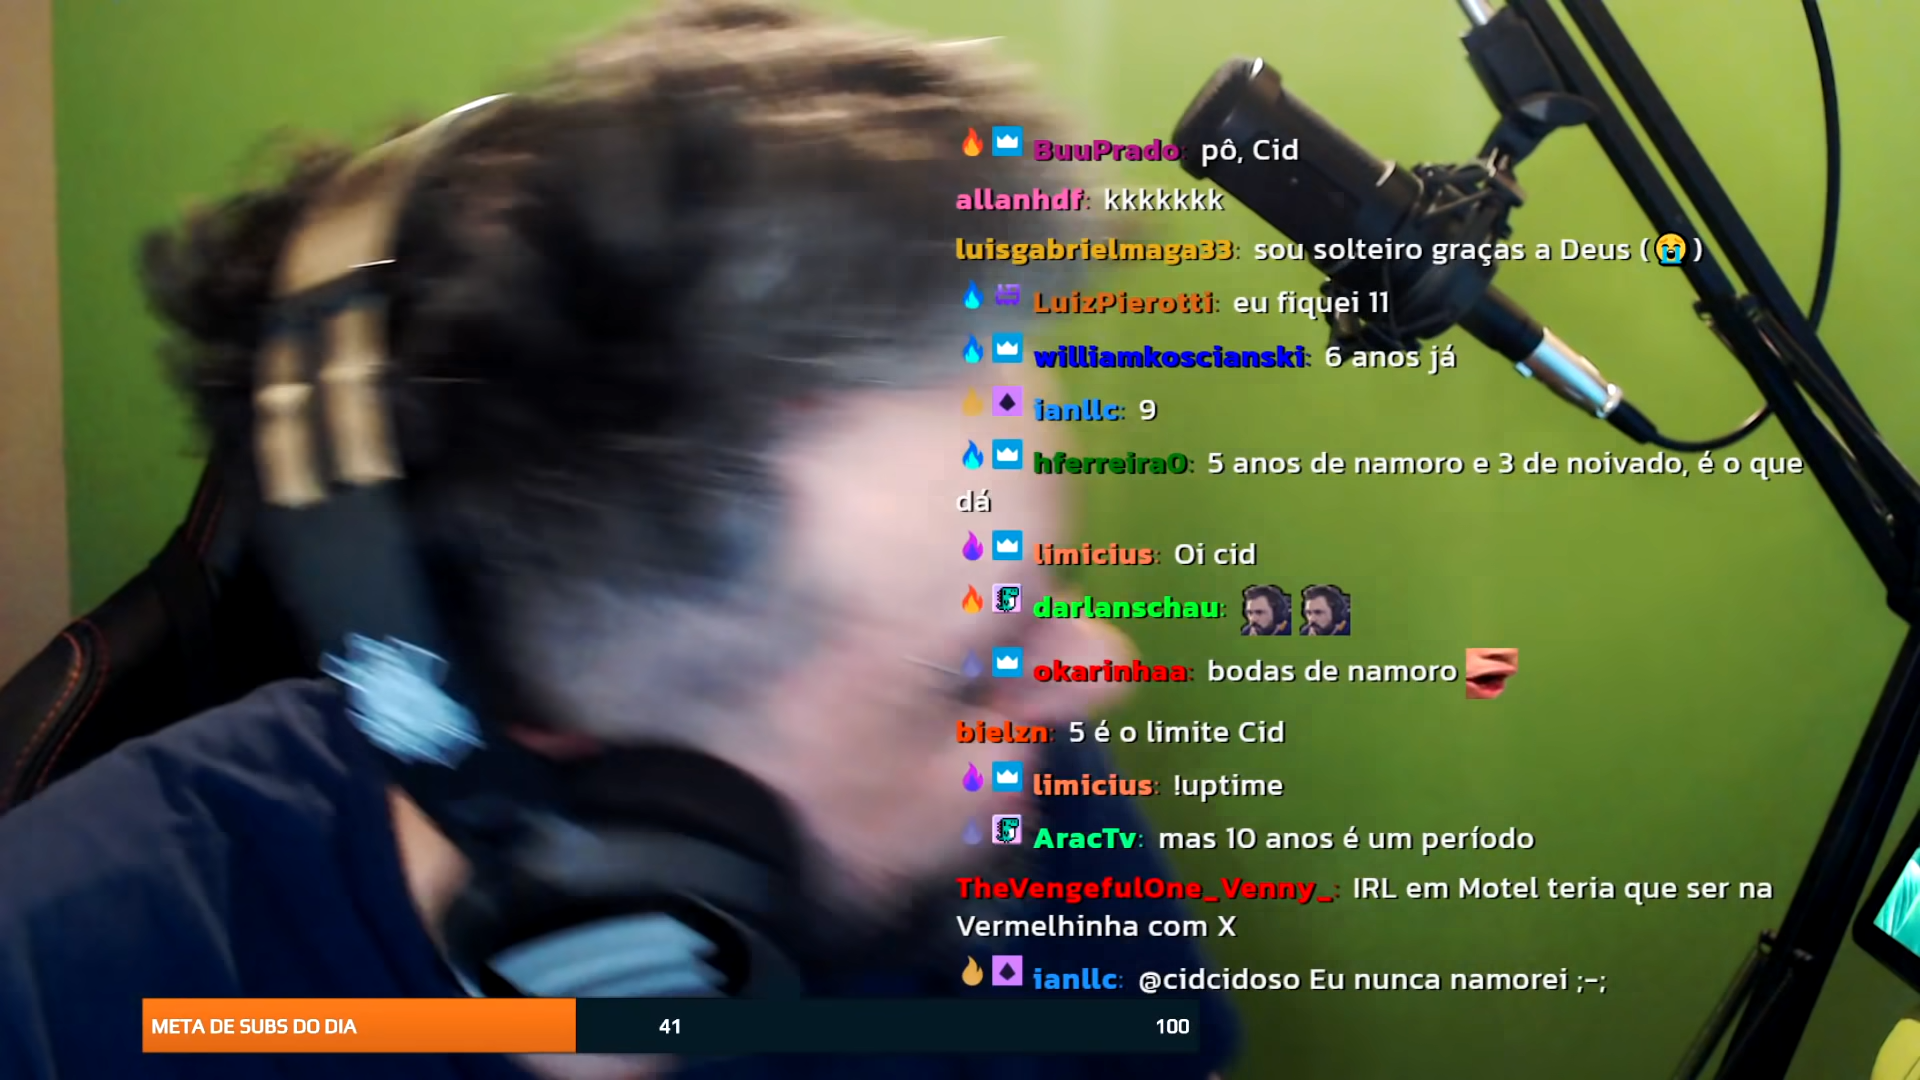 BuuPrado: pô, Cid
allanhdf: kkkkkkk
luisgabrielmaga33: sou solteiro graças a Deus (😭)
LuizPierotti: eu fiquei 11
williamkoscianski: 6 anos já
ianllc: 9
hferreira0: 5 anos de namoro e 3 de noivado, é o que
dá
limicius: Oi cid
darlanschau:
okarinhaa: bodas de namoro
bielzn: 5 é o limite Cid
limicius: !uptime
AracTv: mas 10 anos é um período
TheVengefulOne_Venny_: IRL em Motel teria que ser na
Vermelhinha com X
ianllc: @cidcidoso Eu nunca namorei ;-;
META DE SUBS DO DIA 41 100